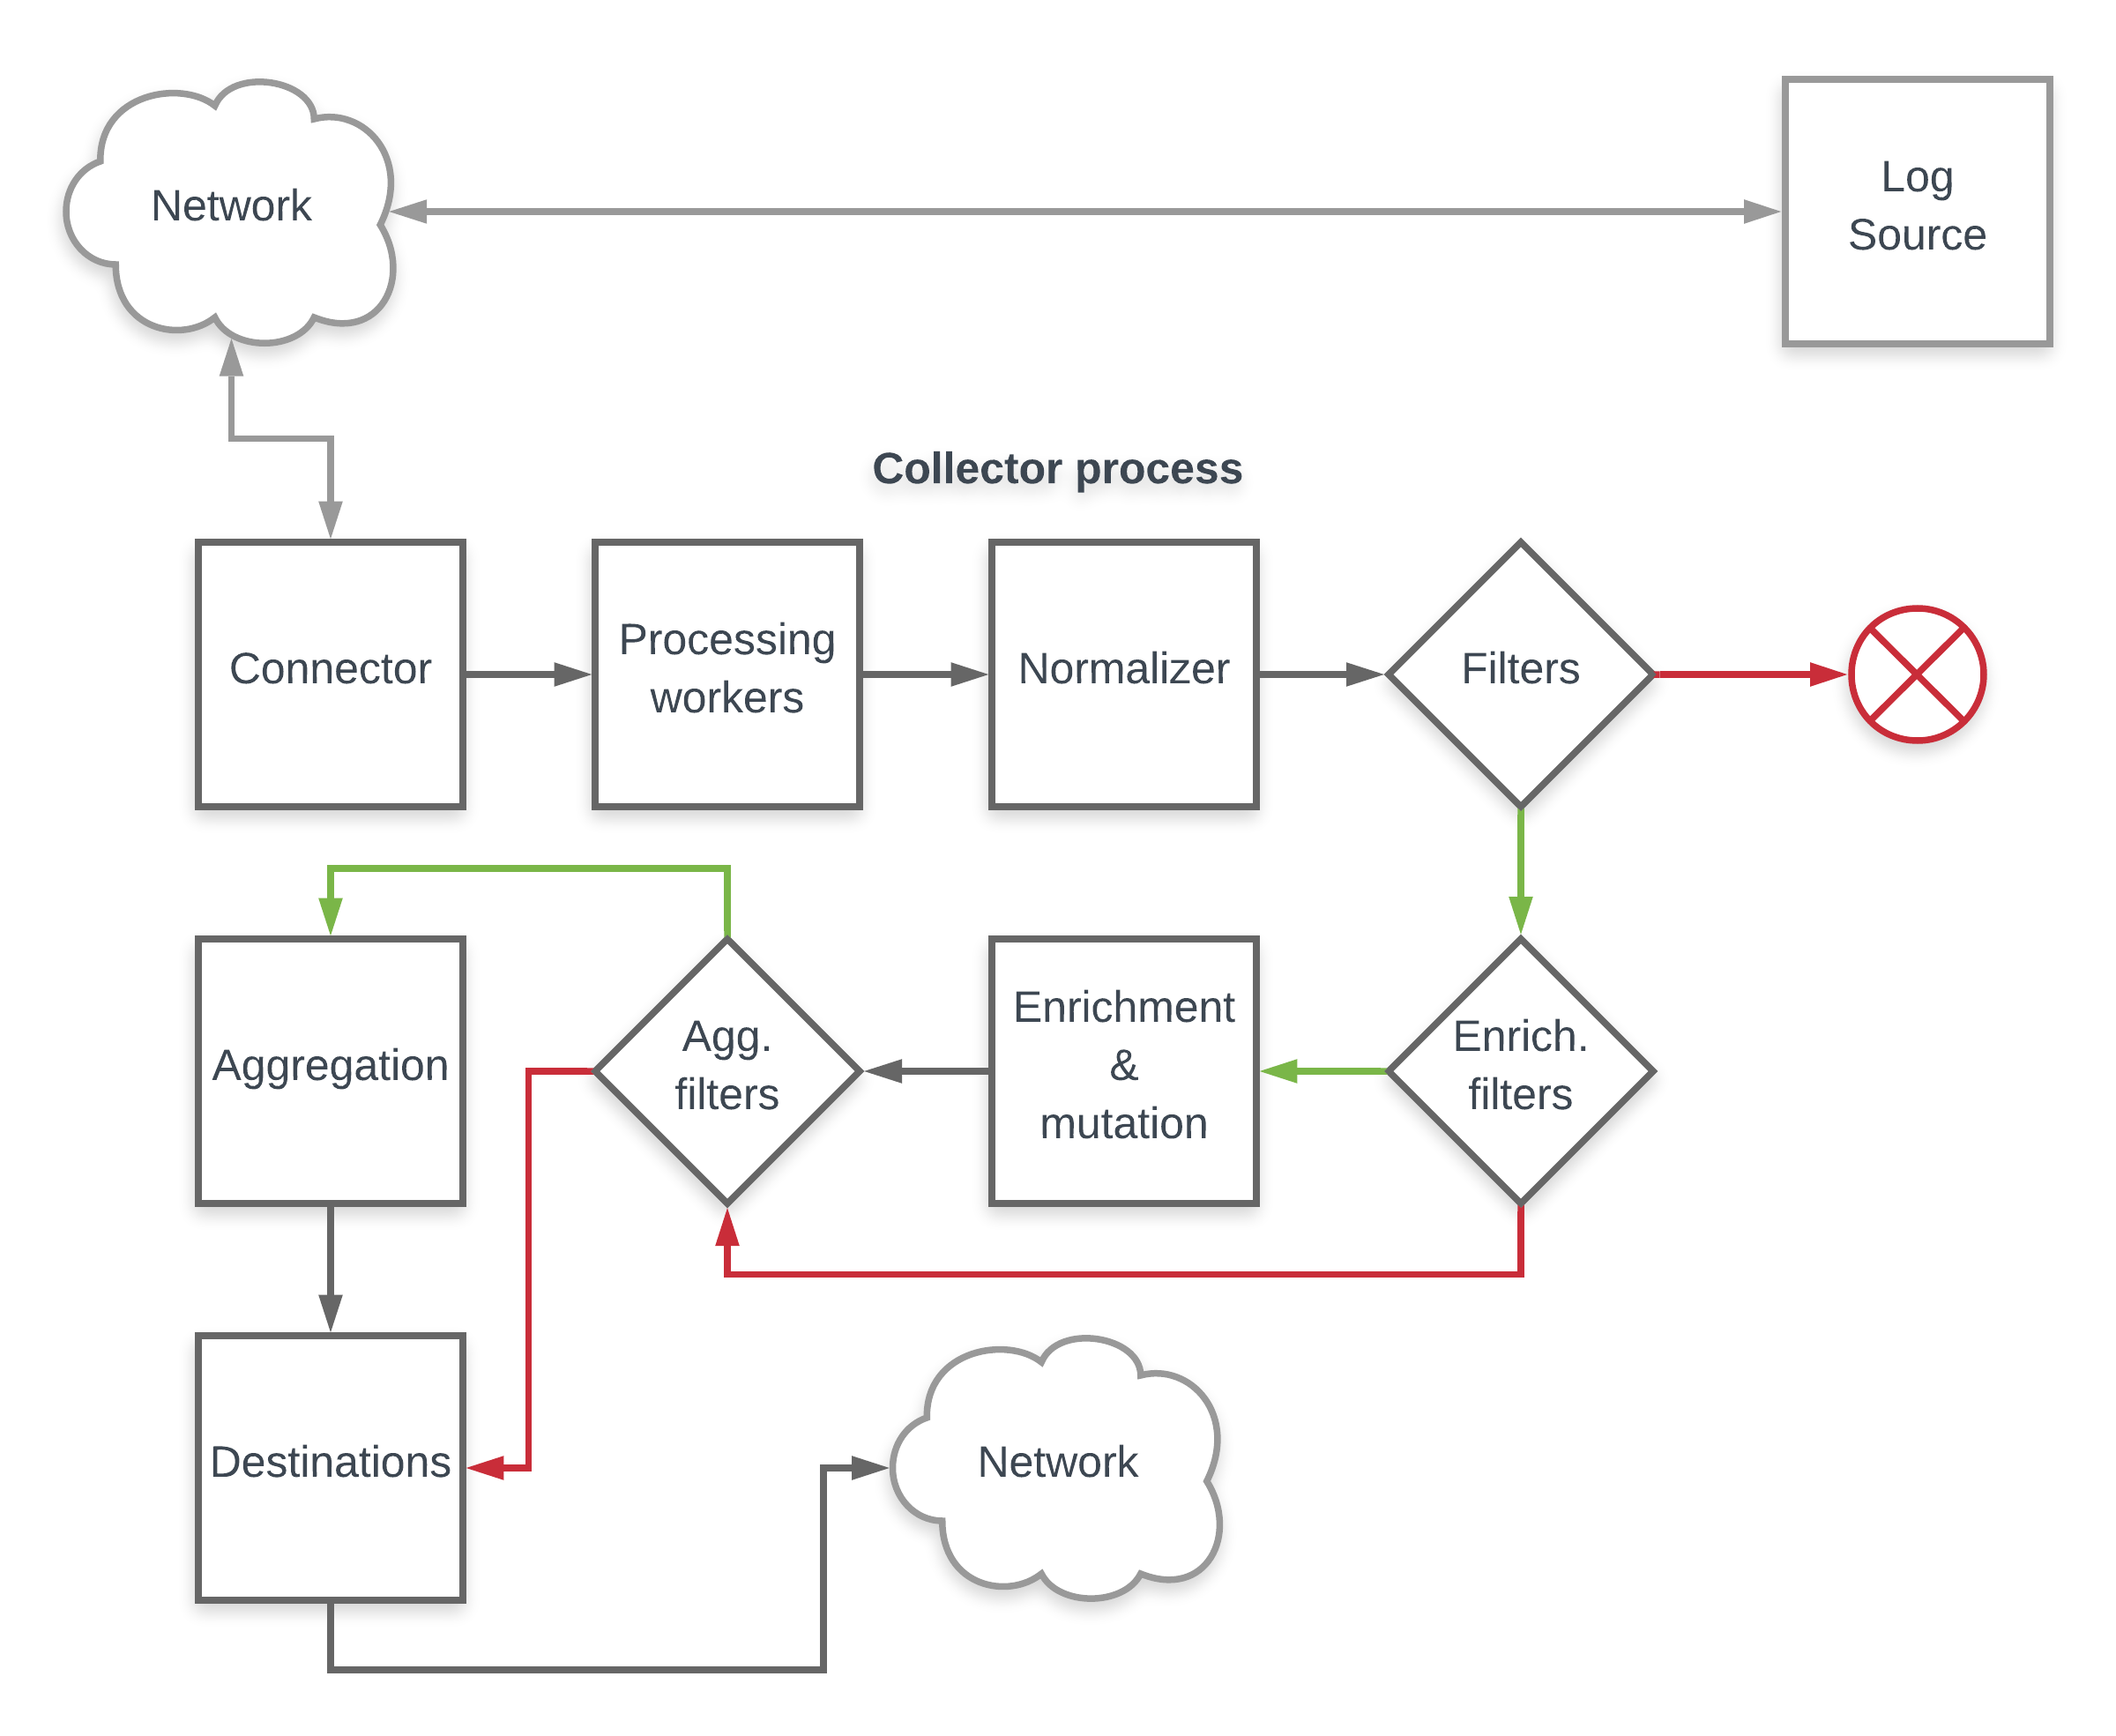 Network
Log
Source
Collector process
Connector
Processing
workers
Normalizer
Filters
Aggregation
Agg.
filters
Enrichment
&
mutation
Enrich.
filters
Destinations
Network